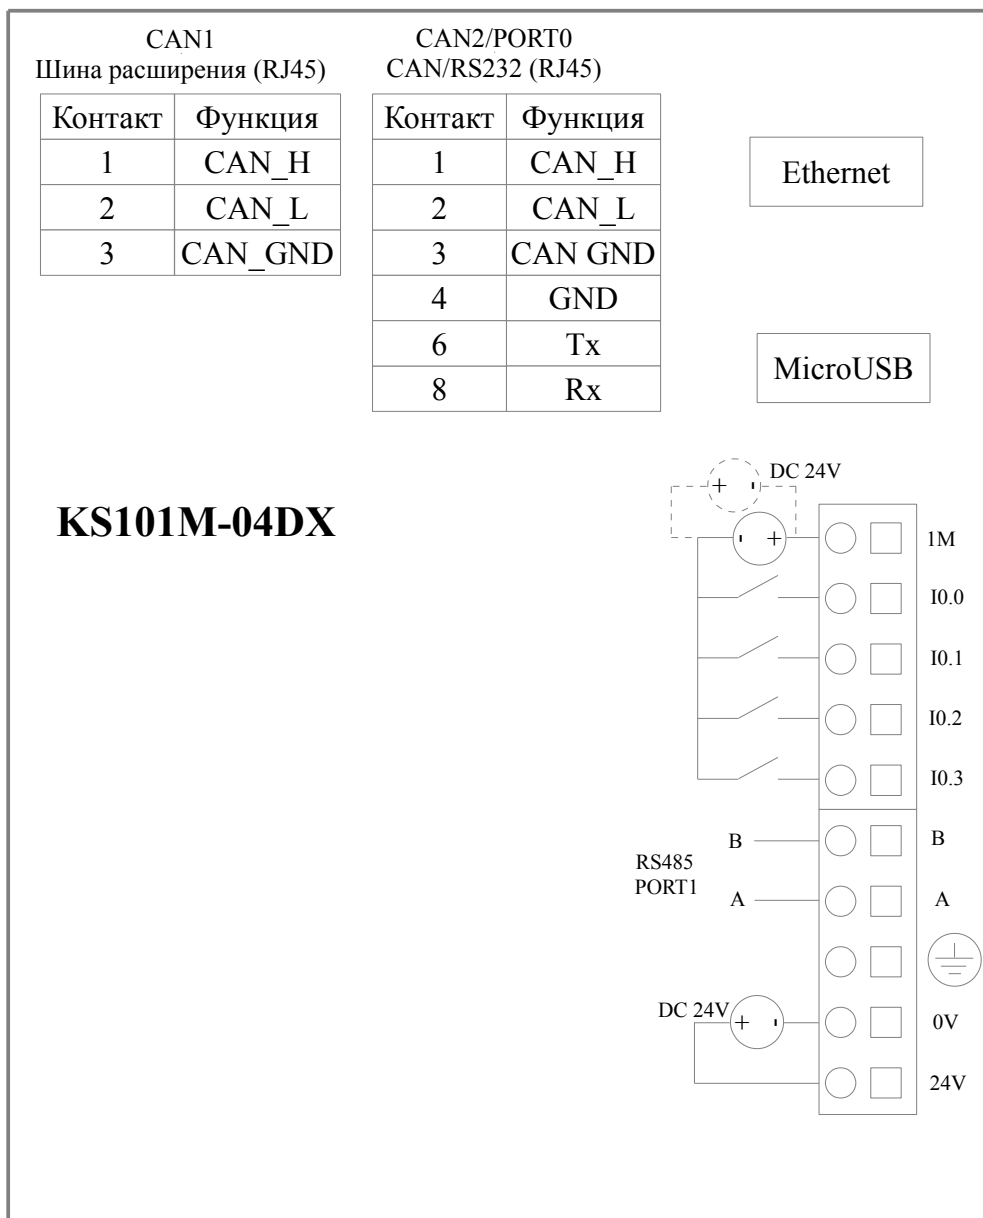 CAN1
Шина расширения (RJ45)
Контакт Функция
1 CAN_H
2 CAN_L
3 CAN_GND
CAN2/PORT0
CAN/RS232 (RJ45)
Контакт Функция
1 CAN_H
2 CAN_L
3 CAN GND
4 GND
6 Tx
8 Rx
Ethernet
MicroUSB
KS101M-04DX
DC 24V
+ -
- +
1M
I0.0
I0.1
I0.2
I0.3
RS485
PORT1
B B
A A
DC 24V
+ -
0V
24V